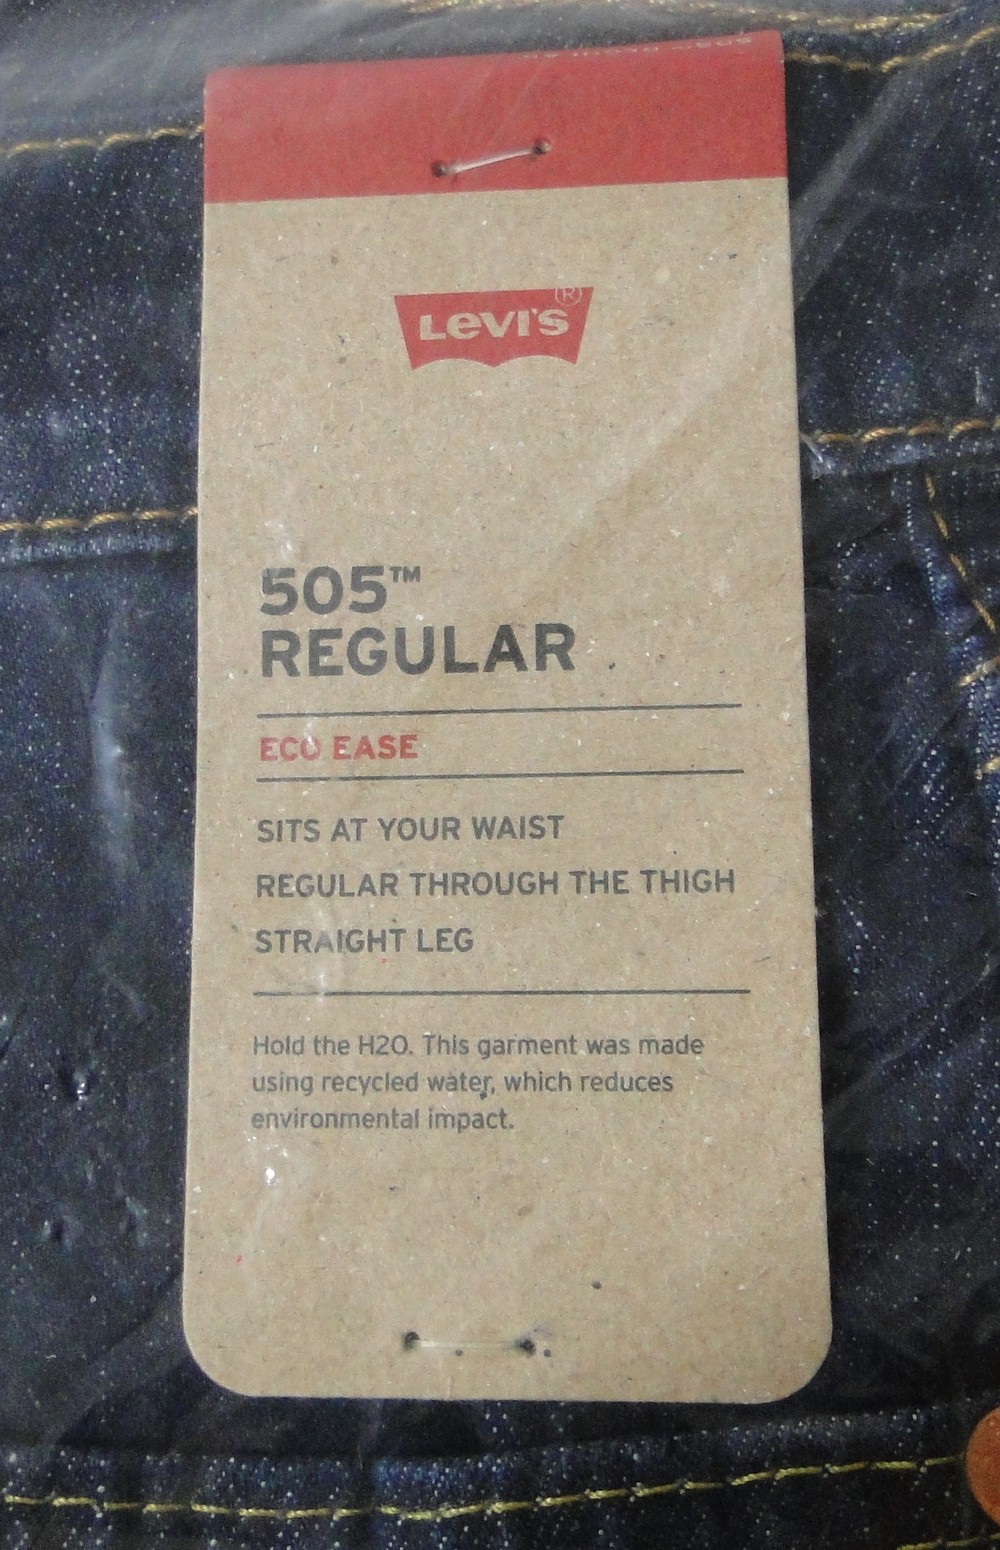 LEVI'S®
505™
REGULAR
ECO EASE
SITS AT YOUR WAIST
REGULAR THROUGH THE THIGH
STRAIGHT LEG
Hold the H2O. This garment was made
using recycled water, which reduces
environmental impact.